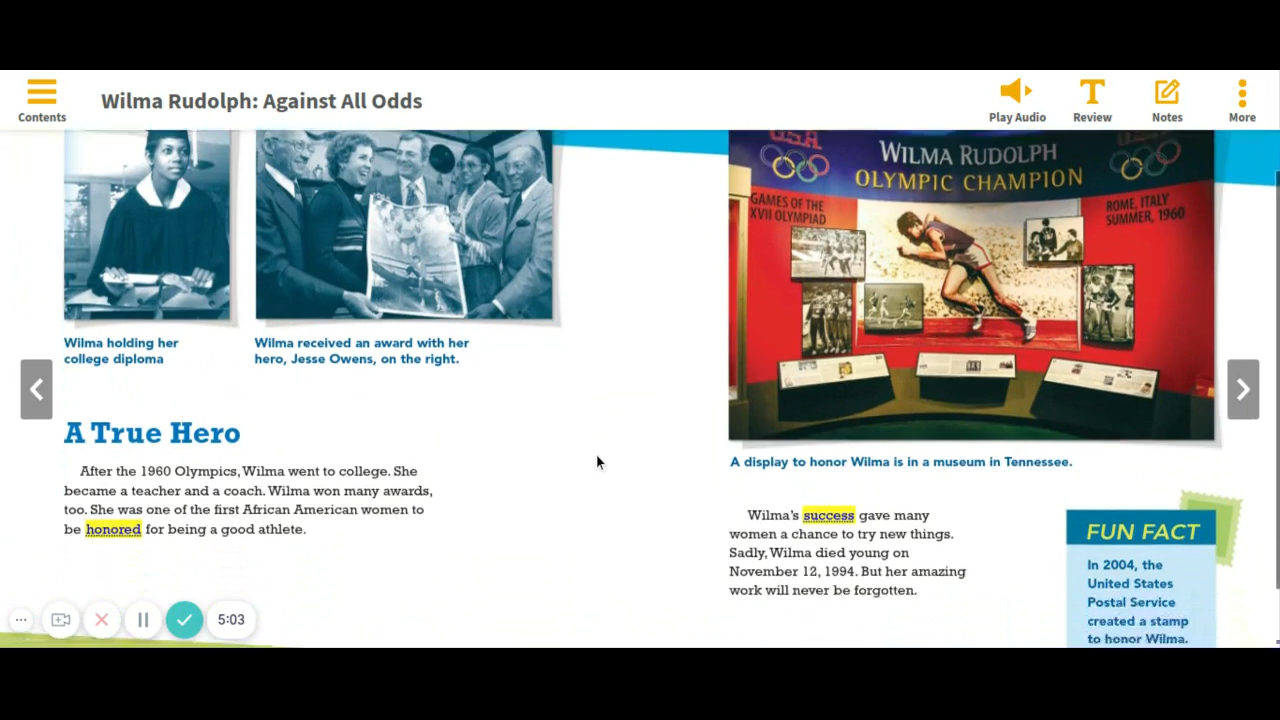 Contents
Wilma Rudolph: Against All Odds
Play Audio
Review
Notes
More
USA
WILMA RUDOLPH
OLYMPIC CHAMPION
GAMES OF THE
XVII OLYMPIAD
ROME, ITALY
SUMMER, 1960
Wilma holding her
college diploma
Wilma received an award with her
hero, Jesse Owens, on the right.
A True Hero
After the 1960 Olympics, Wilma went to college. She
became a teacher and a coach. Wilma won many awards,
too. She was one of the first African American women to
be honored for being a good athlete.
A display to honor Wilma is in a museum in Tennessee.
Wilma's success gave many
women a chance to try new things.
Sadly, Wilma died young on
November 12, 1994. But her amazing
work will never be forgotten.
FUN FACT
In 2004, the
United States
Postal Service
created a stamp
to honor Wilma.
5:03